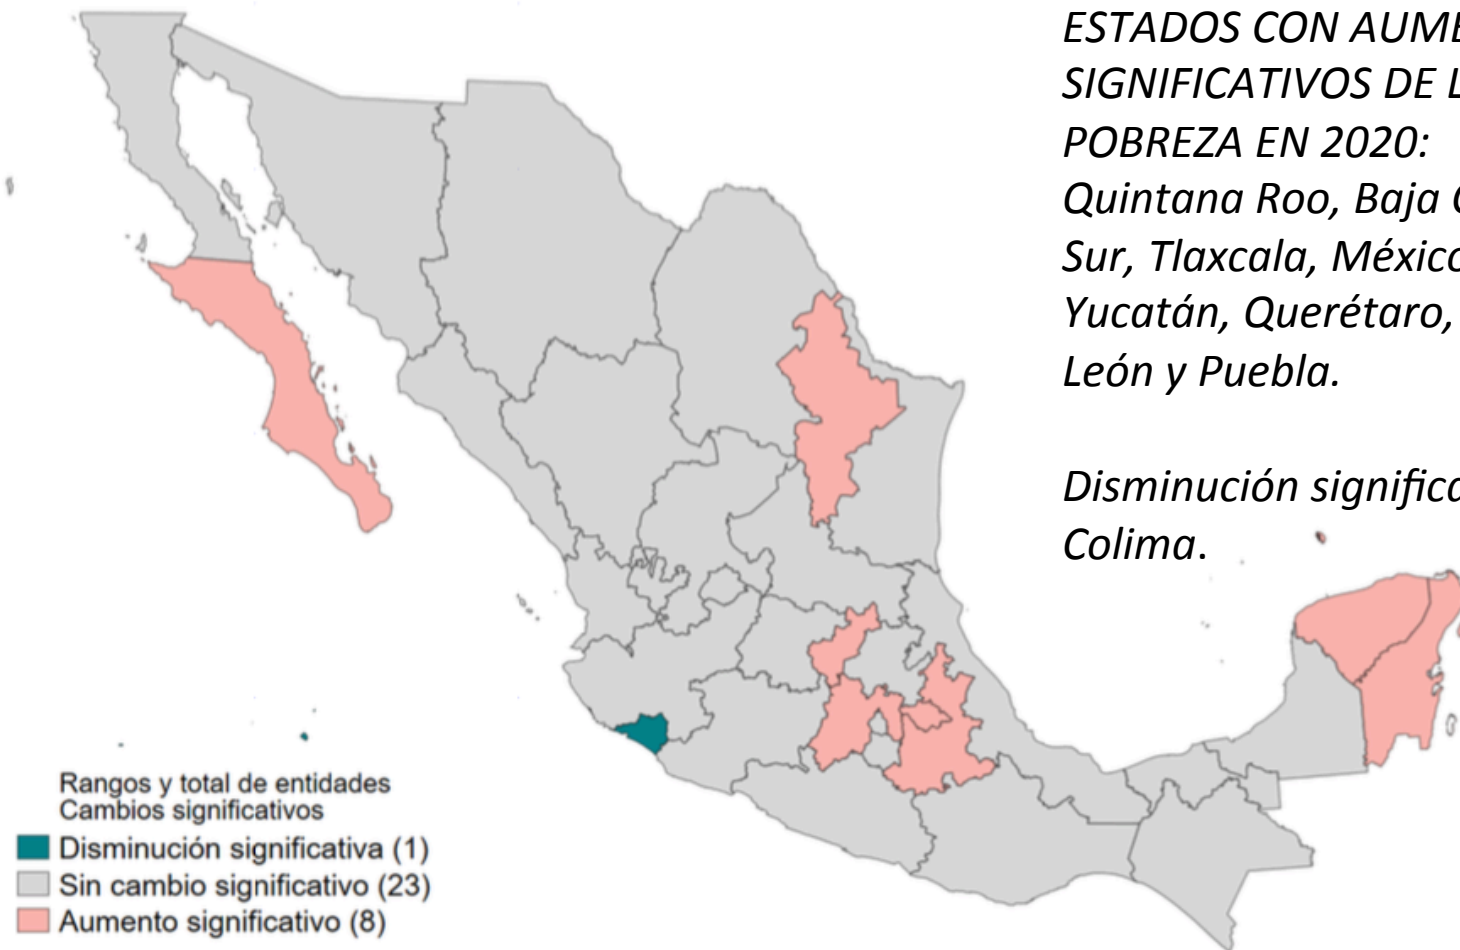 ESTADOS CON AUME
SIGNIFICATIVOS DE L
POBREZA EN 2020:
Quintana Roo, Baja C
Sur, Tlaxcala, México
Yucatán, Querétaro,
León y Puebla.
Disminución significa
Colima.
Rangos y total de entidades
Cambios significativos
Disminución significativa (1)
Sin cambio significativo (23)
Aumento significativo (8)